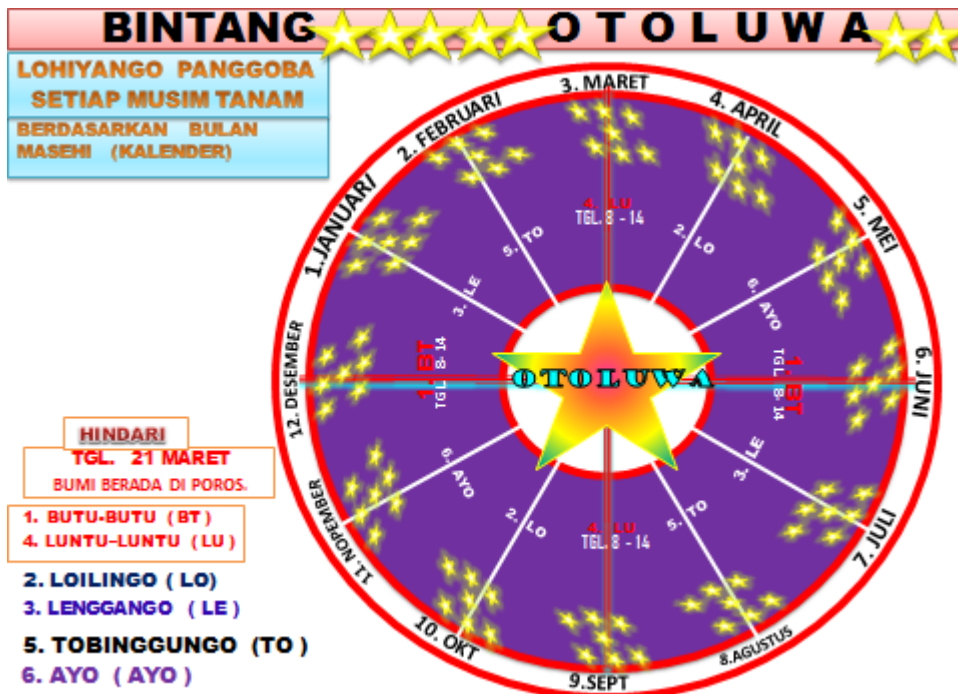 BINTANG OTOLUWA
LOHIYANGO PANGGOBA
SETIAP MUSIM TANAM
BERDASARKAN BULAN
MASEHI (KALENDER)
1. JANUARI
2. FEBRUARI
3. MARET
4. APRIL
5. MEI
6. JUNI
7. JULI
8.AGUSTUS
9.SEPT
10. OKT
11. NOPEMBER
12. DESEMBER
3. LE
5. TO
4. LU
TGL. 8 - 14
2. LO
6. AYO
1. BT
TGL 8-14
3. LE
5. TO
4. LU
TGL. 8 - 14
2. LO
6. AYO
1. BT
TGL 8-14
OTOLUWA
HINDARI
TGL. 21 MARET
BUMI BERADA DI POROS.
1. BUTU-BUTU (BT)
4. LUNTU-LUNTU (LU)
2. LOILINGO (LO)
3. LENGGANGO (LE)
5. TOBINGGUNGO (TO)
6. AYO (AYO)